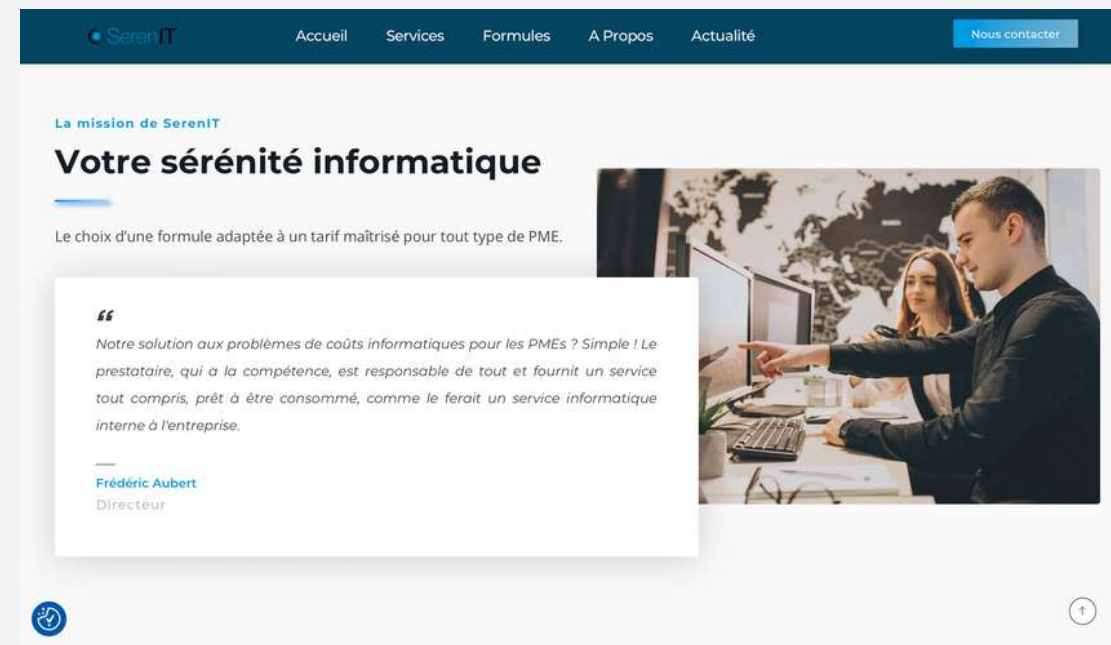 SerenIT
Accueil Services Formules A Propos Actualité Nous contacter
La mission de SerenIT
Votre sérénité informatique
Le choix d'une formule adaptée à un tarif maîtrisé pour tout type de PME.
“
Notre solution aux problèmes de coûts informatiques pour les PMEs ? Simple ! Le
prestataire, qui a la compétence, est responsable de tout et fournit un service
tout compris, prêt à être consommé, comme le ferait un service informatique
interne à l'entreprise.
Frédéric Aubert
Directeur